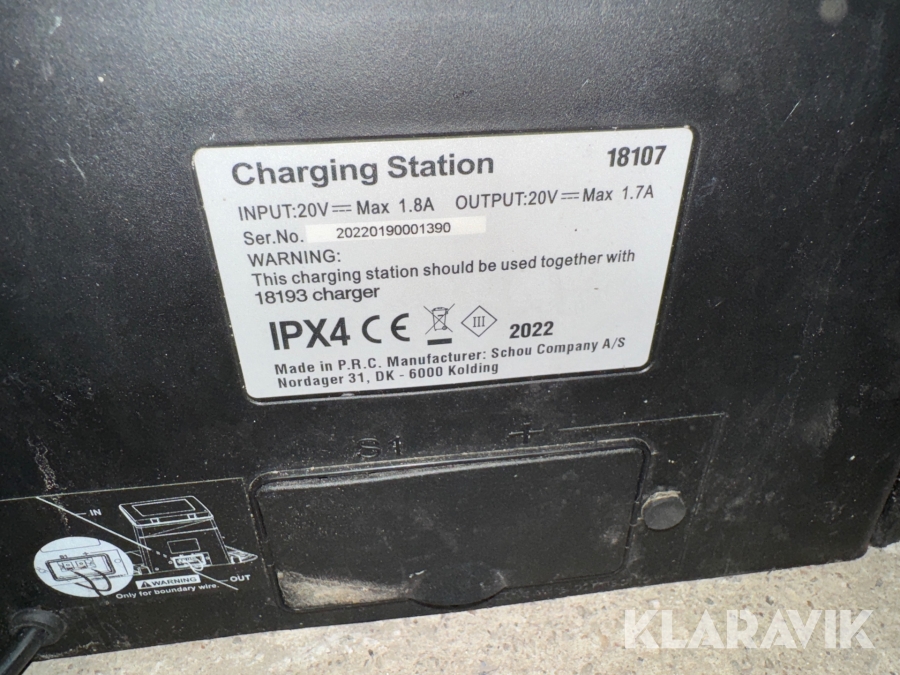 Charging Station 18107
INPUT:20V⎓Max 1.8A OUTPUT:20V⎓Max 1.7A
Ser.No. 20220190001390
WARNING:
This charging station should be used together with
18193 charger
IPX4 CE III 2022
Made in P.R.C. Manufacturer: Schou Company A/S
Nordager 31, DK - 6000 Kolding
S1 +
IN
OUT
WARNING
Only for boundary wire.
KLARAVIK